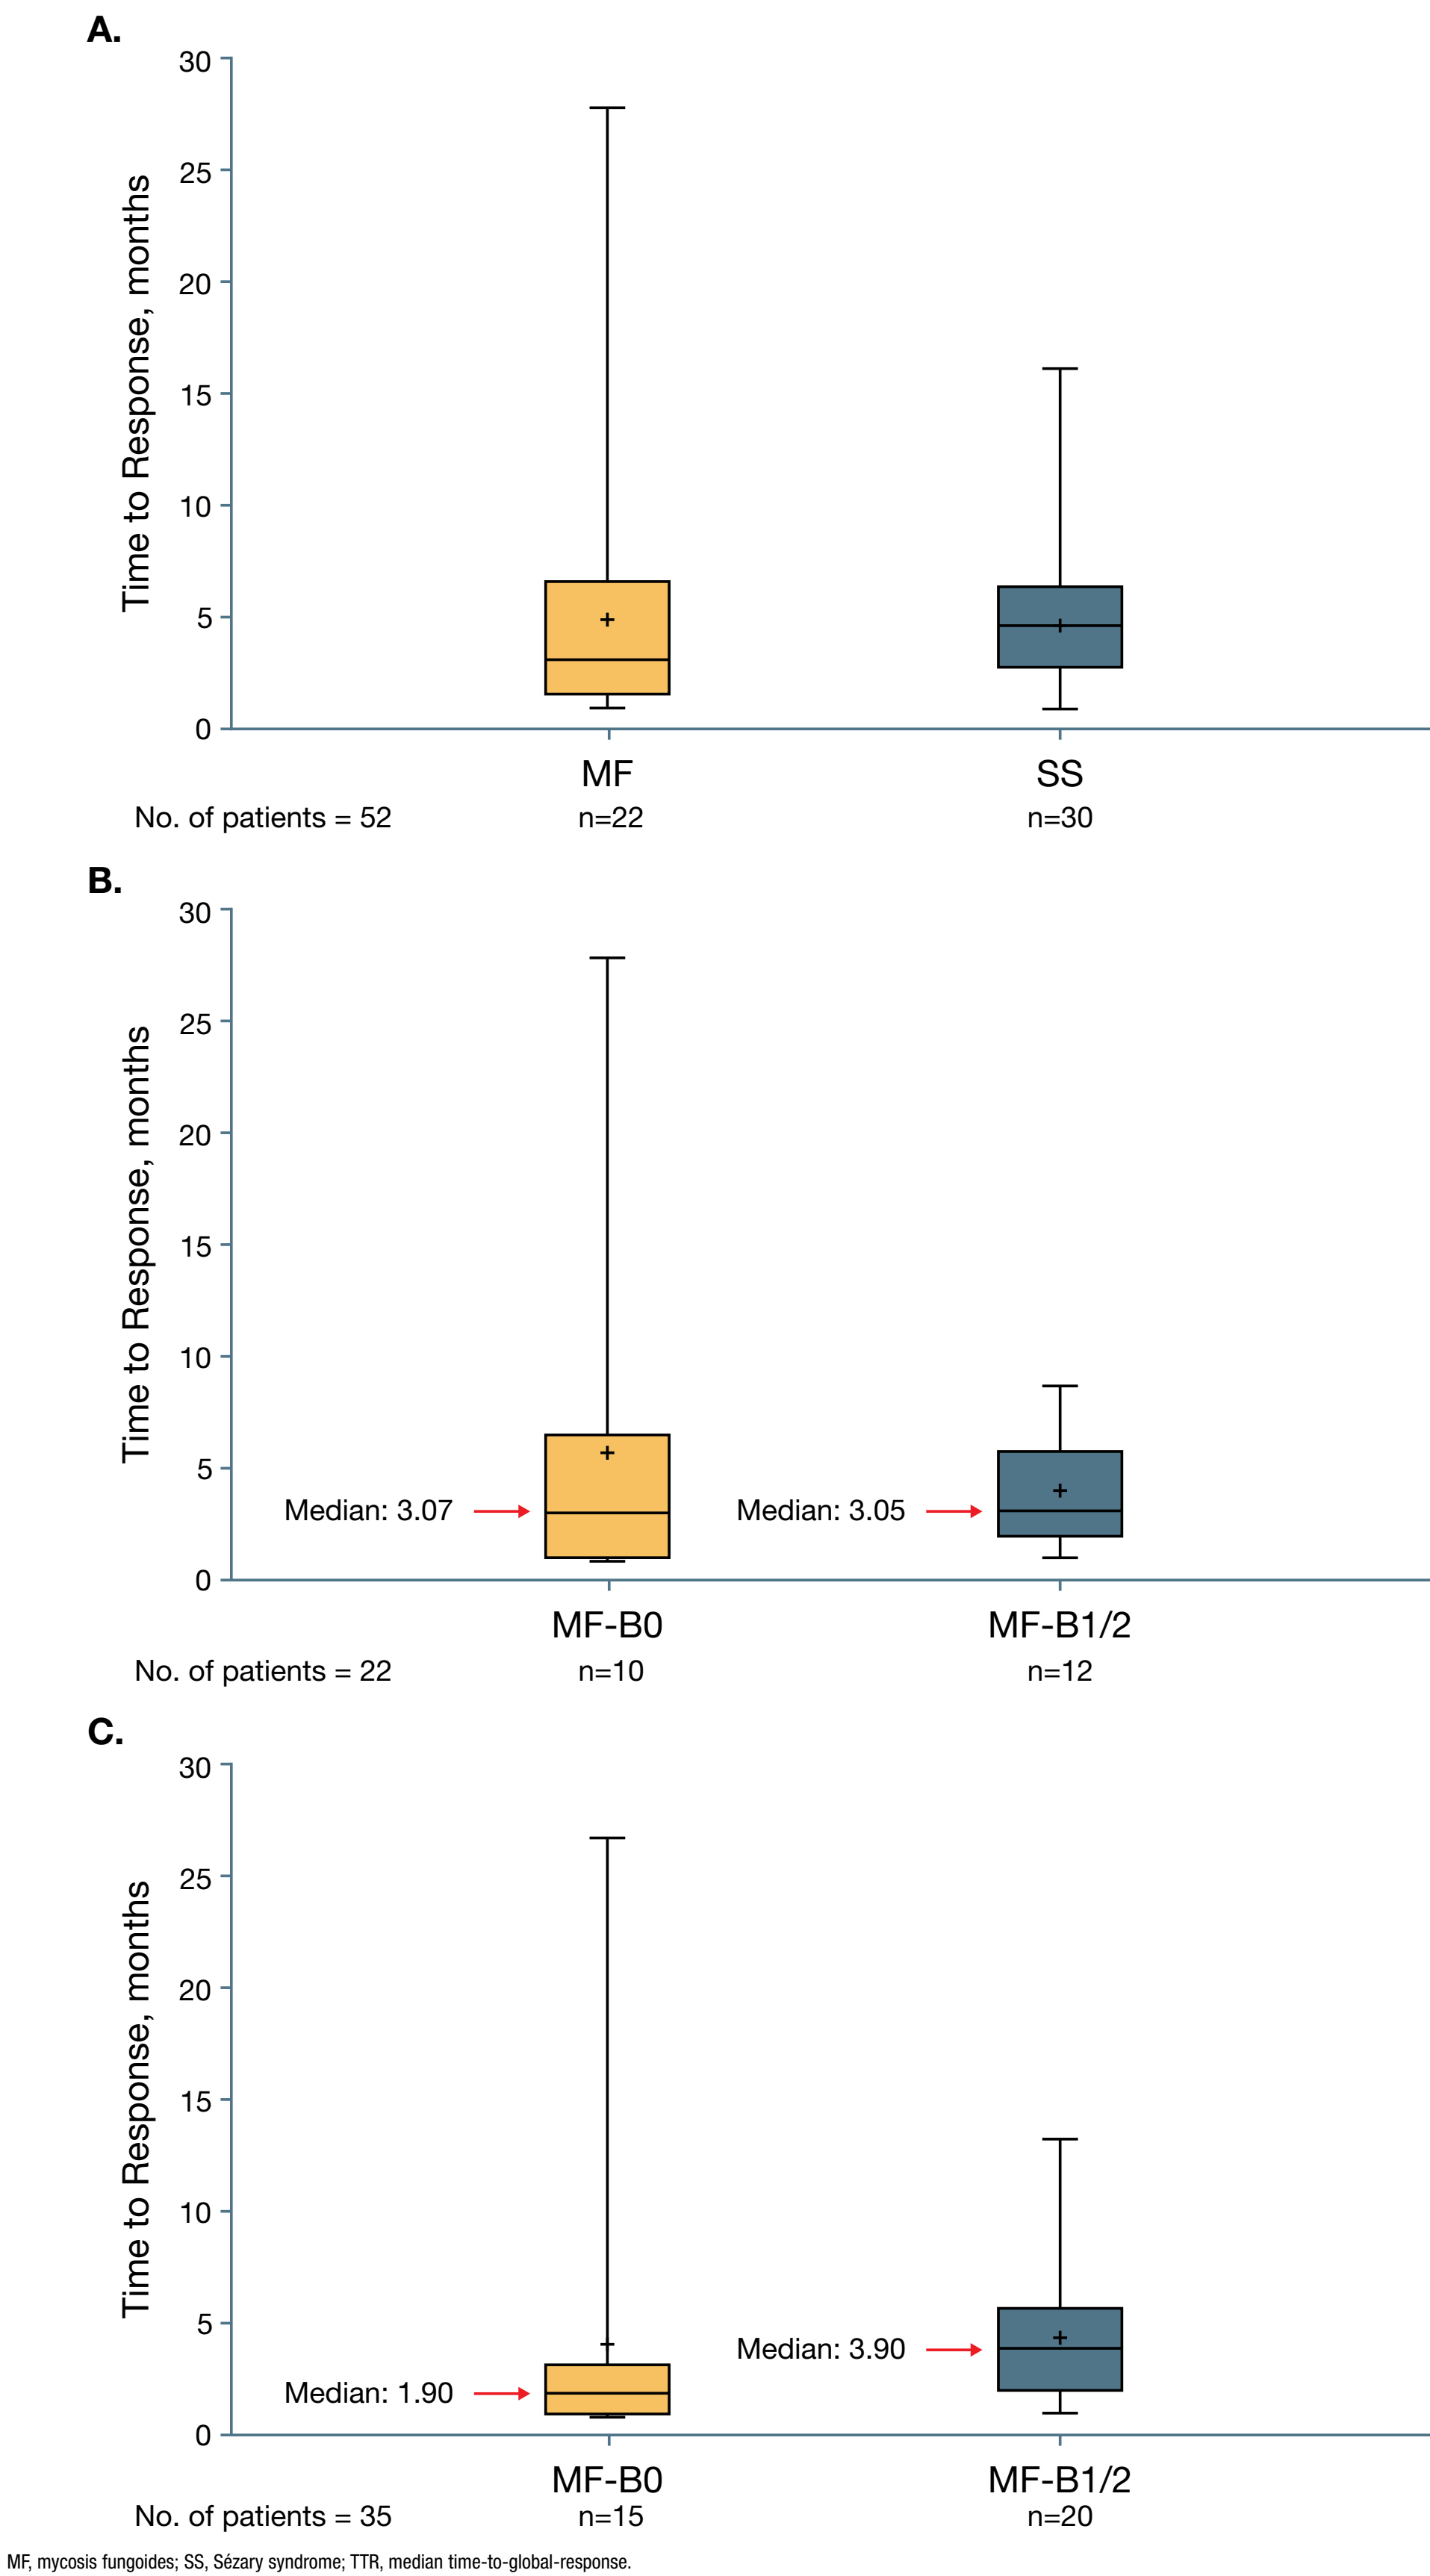 A.
30
25
20
15
10
5
0
Time to Response, months
MF
SS
No. of patients = 52
n=22
n=30
B.
30
25
20
15
10
5
0
Time to Response, months
Median: 3.07
Median: 3.05
MF-B0
MF-B1/2
No. of patients = 22
n=10
n=12
C.
30
25
20
15
10
5
0
Time to Response, months
Median: 3.90
Median: 1.90
MF-B0
MF-B1/2
No. of patients = 35
n=15
n=20
MF, mycosis fungoides; SS, Sézary syndrome; TTR, median time-to-global-response.